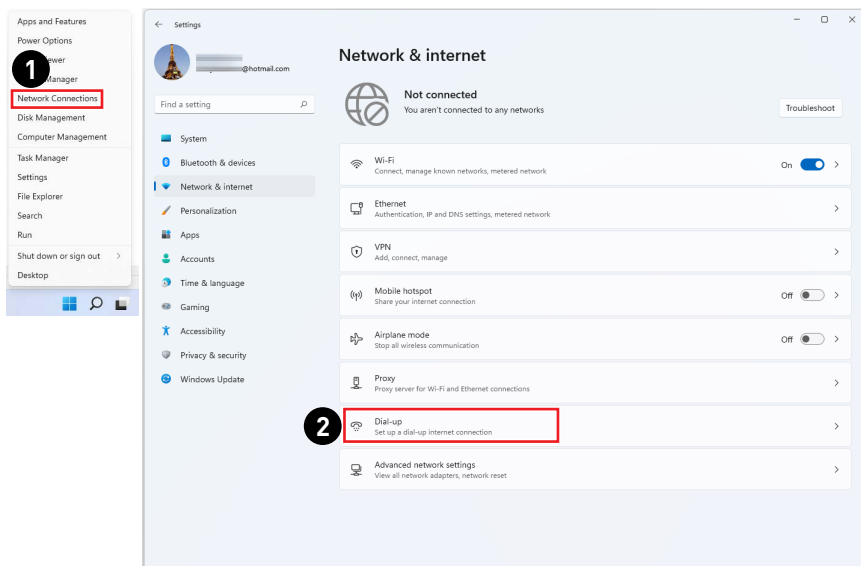 Apps and Features
Power Options
ewer
1
Manager
Network Connections
Disk Management
Computer Management
Task Manager
Settings
File Explorer
Search
Run
Shut down or sign out
Desktop
Settings
@hotmail.com
Find a setting
System
Bluetooth & devices
Network & internet
Personalization
Apps
Accounts
Time & language
Gaming
Accessibility
Privacy & security
Windows Update
Network & internet
Not connected
You aren't connected to any networks
Troubleshoot
Wi-Fi
Connect, manage known networks, metered network
On
Ethernet
Authentication, IP and DNS settings, metered network
VPN
Add, connect, manage
Mobile hotspot
Share your internet connection
Off
Airplane mode
Stop all wireless communication
Off
Proxy
Proxy server for Wi-Fi and Ethernet connections
2
Dial-up
Set up a dial-up internet connection
Advanced network settings
View all network adapters, network reset